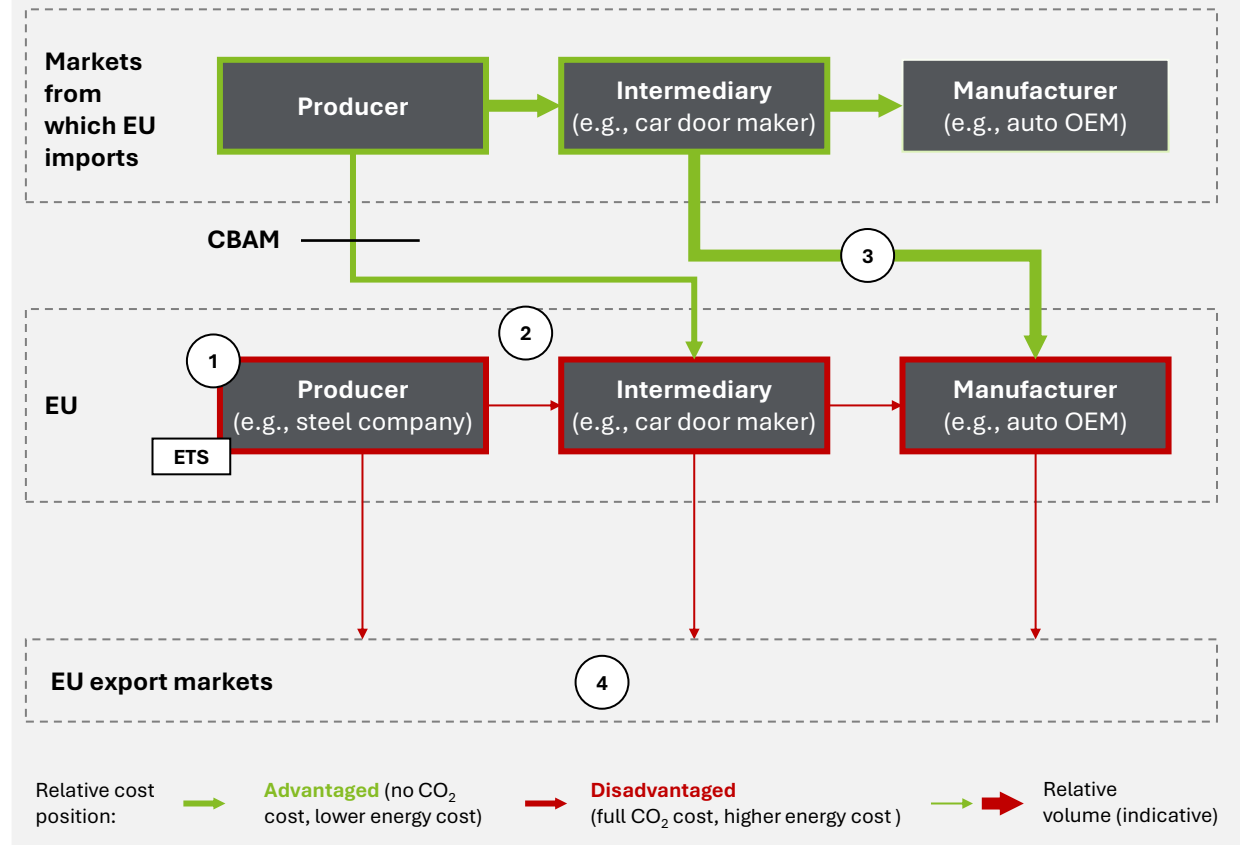 Markets
from
which EU
imports
Producer
Intermediary
(e.g., car door maker)
Manufacturer
(e.g., auto OEM)
CBAM
3
2
1
EU
Producer
(e.g., steel company)
Intermediary
(e.g., car door maker)
Manufacturer
(e.g., auto OEM)
ETS
EU export markets
4
Relative cost
position:
Advantaged (no CO₂
cost, lower energy cost)
Disadvantaged
(full CO₂ cost, higher energy cost )
Relative
volume (indicative)